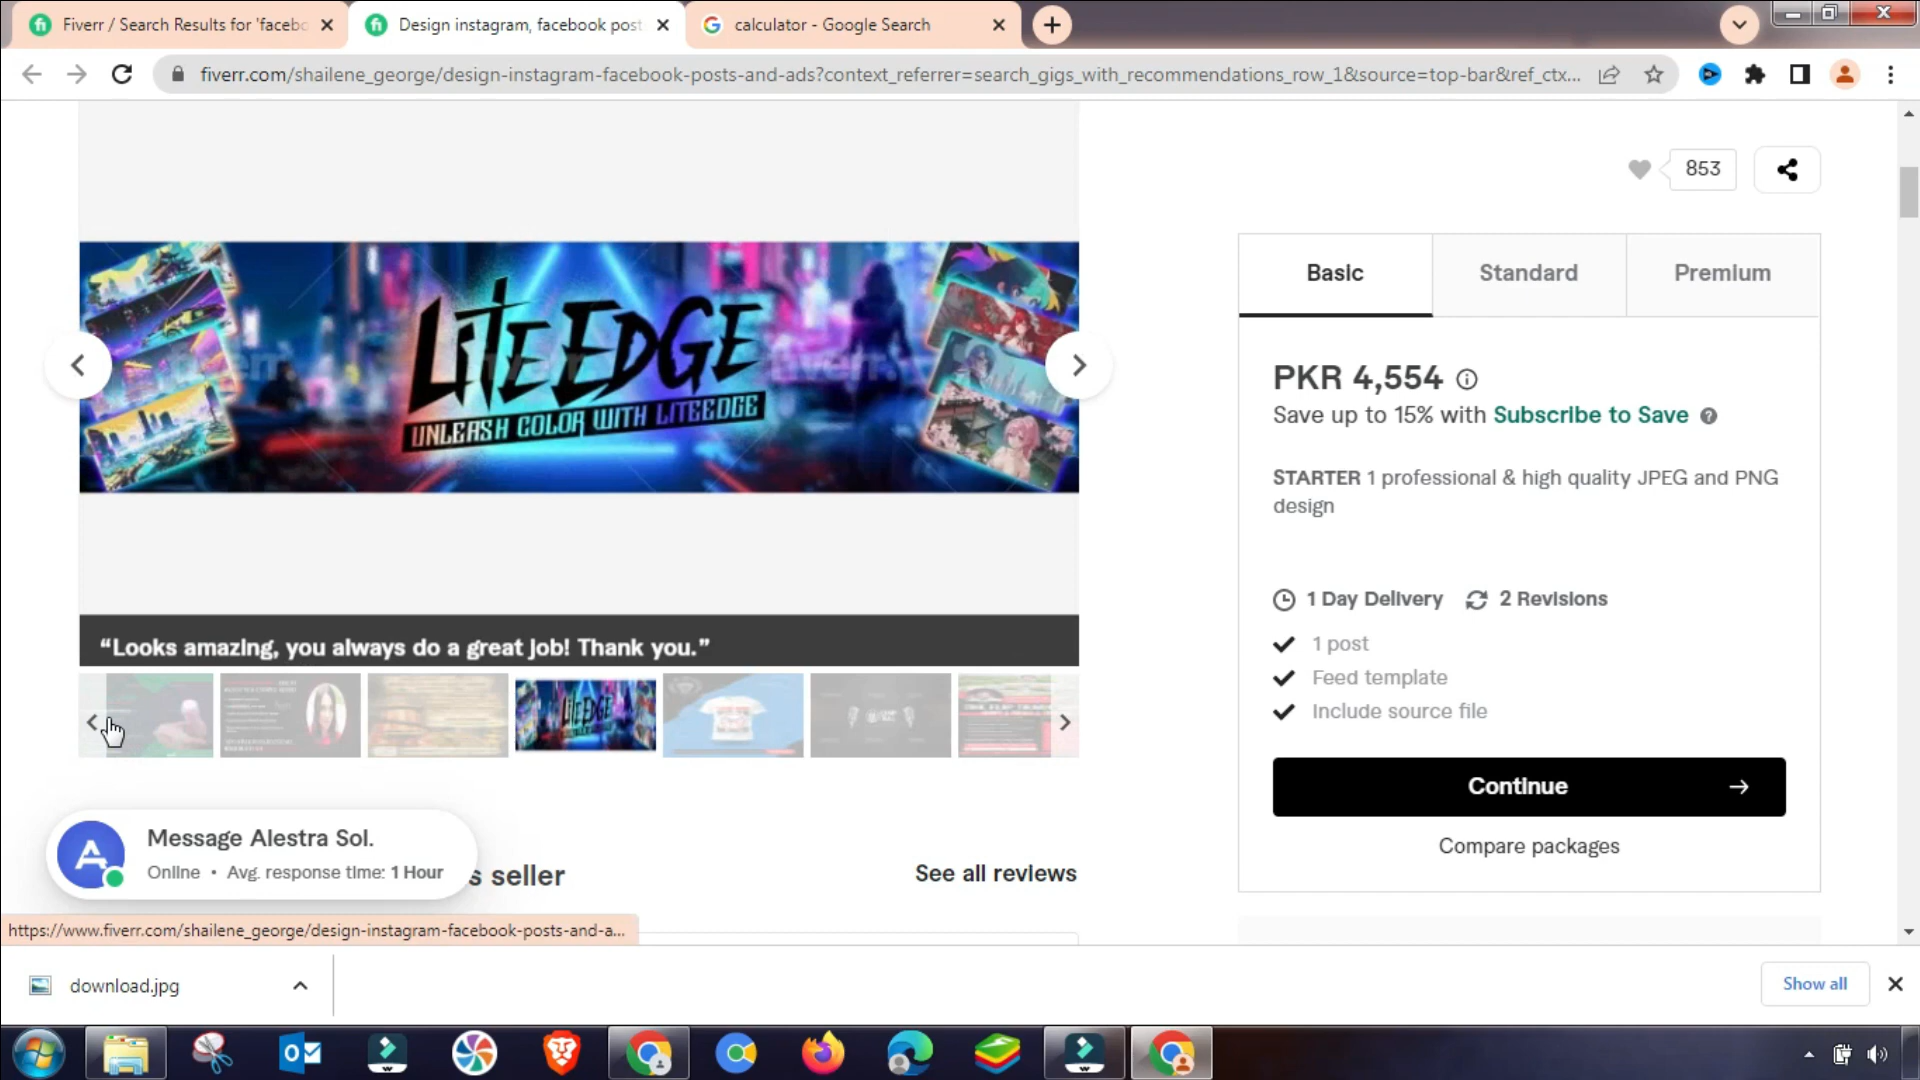 Fiverr / Search Results for 'facebo
Design instagram, facebook post
calculator - Google Search
fiverr.com/shailene_george/design-instagram-facebook-posts-and-ads?context_referrer=search_gigs_with_recommendations_row_1&source=top-bar&ref_ctx...
853
LITE EDGE
UNLEASH COLOR WITH LITEEDGE
fiverr.
Basic
Standard
Premium
PKR 4,554
Save up to 15% with Subscribe to Save
STARTER 1 professional & high quality JPEG and PNG
design
1 Day Delivery
2 Revisions
1 post
Feed template
Include source file
Continue
Compare packages
“Looks amazing, you always do a great job! Thank you.”
Message Alestra Sol.
Online • Avg. response time: 1 Hour
s seller
See all reviews
https://www.fiverr.com/shailene_george/design-instagram-facebook-posts-and-a...
download.jpg
Show all